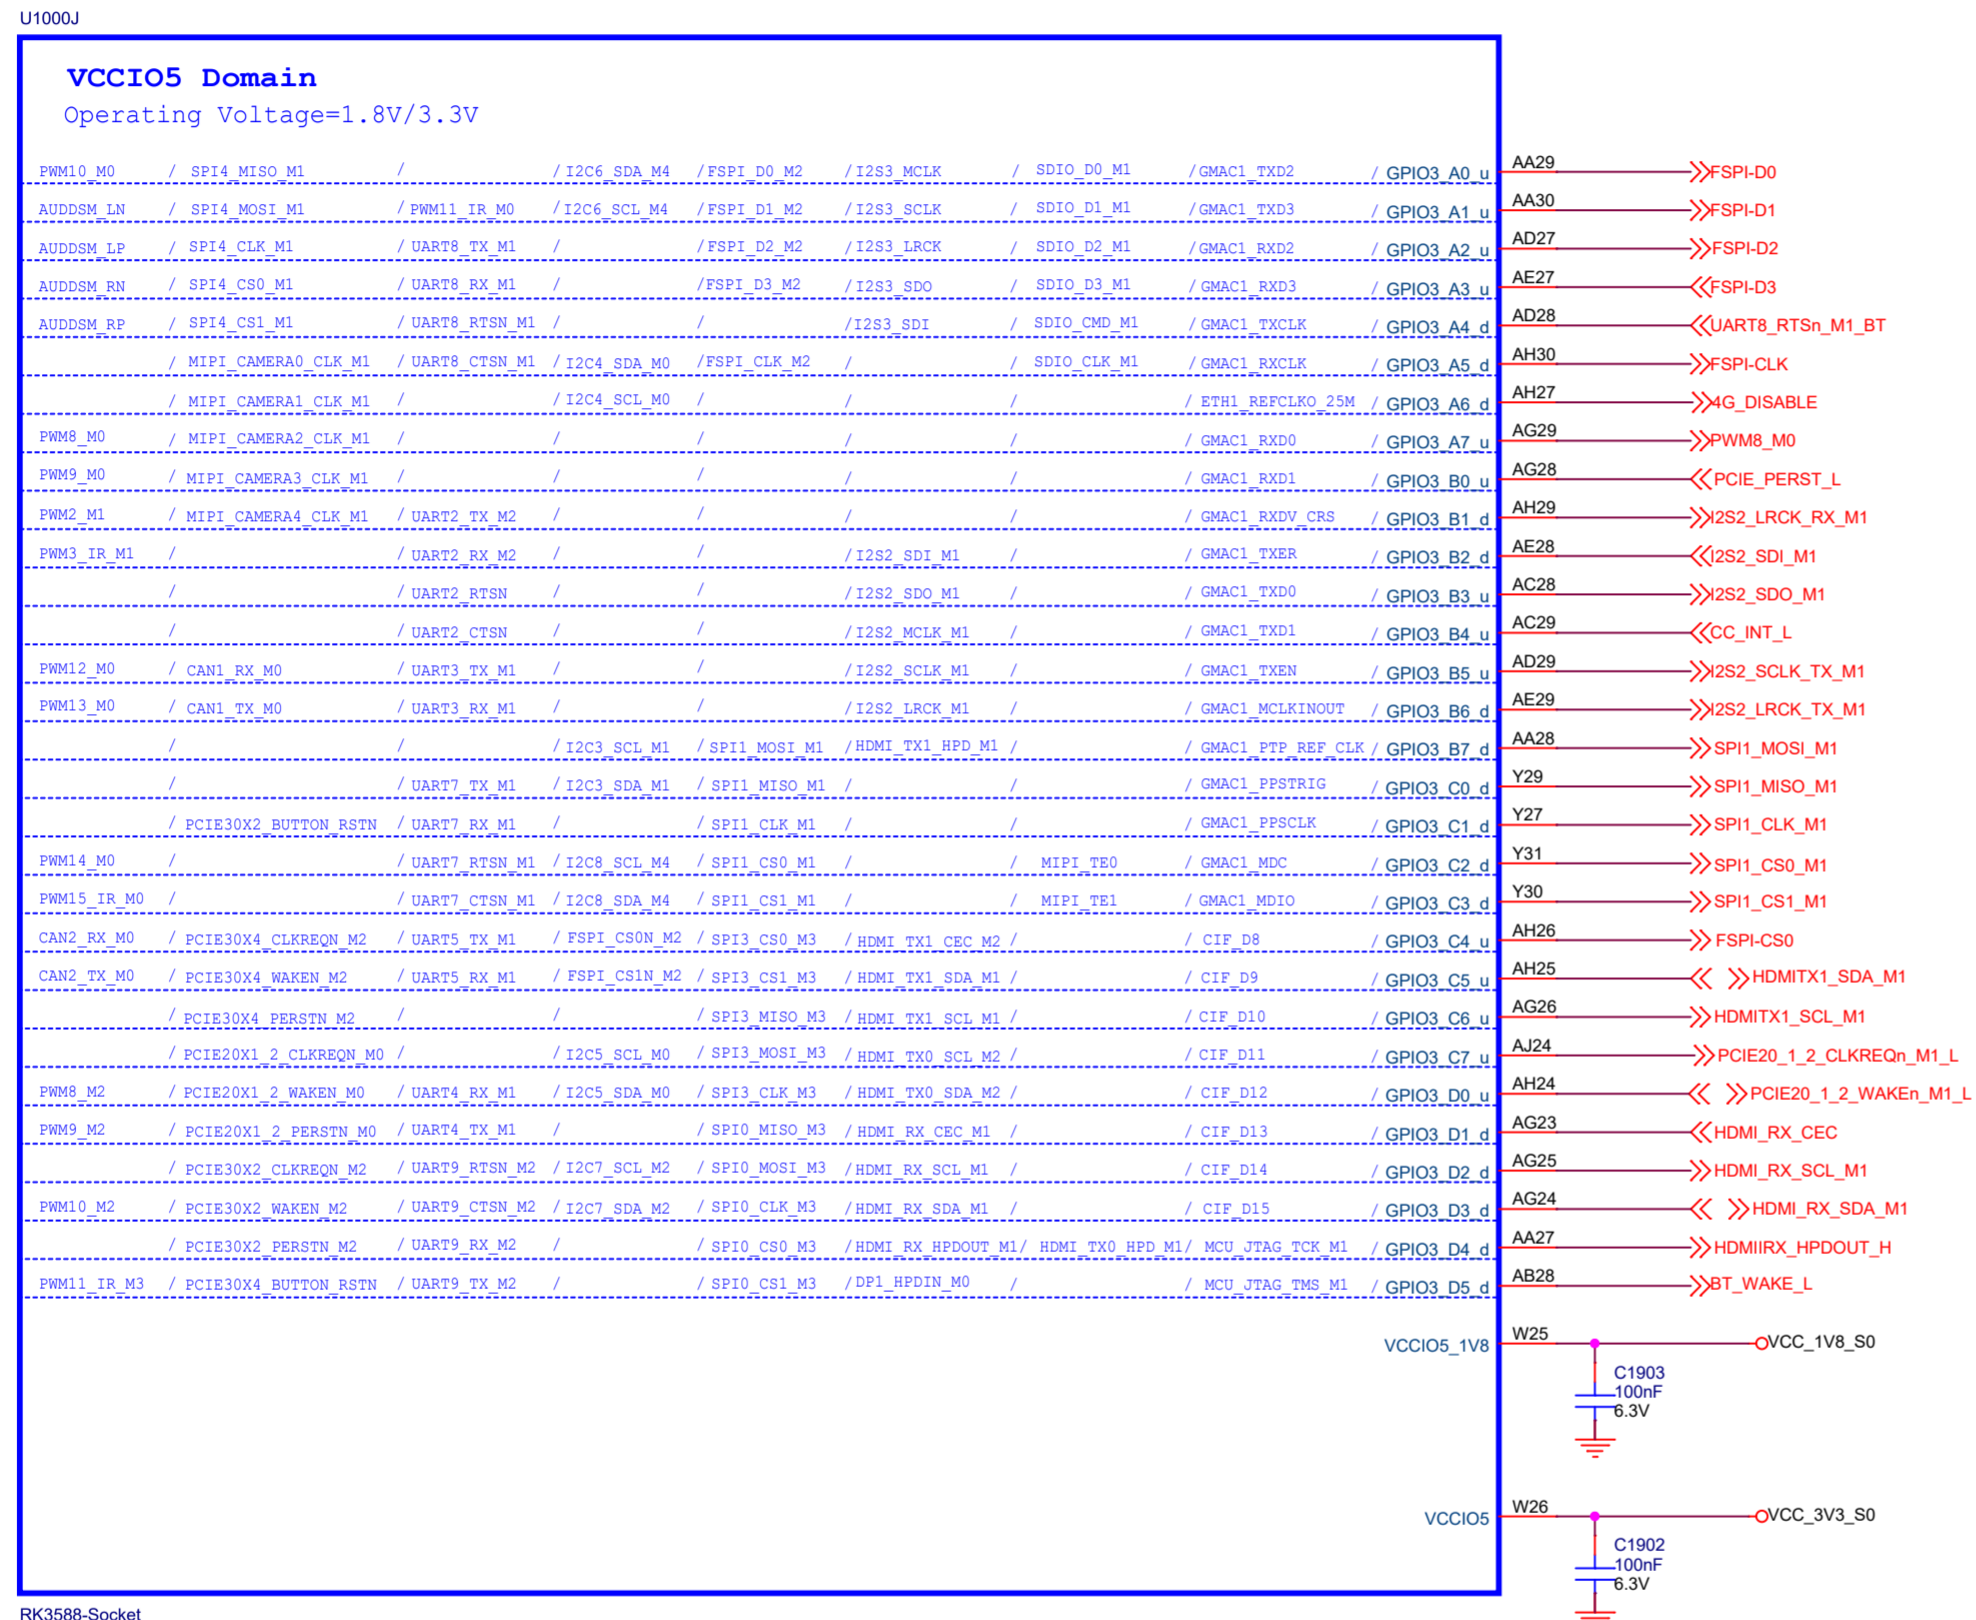 U1000J
VCCIO5 Domain
Operating Voltage=1.8V/3.3V
PWM10_M0 / SPI4_MISO_M1 / / I2C6_SDA_M4 / FSPI_D0_M2 / I2S3_MCLK / SDIO_D0_M1 / GMAC1_TXD2 / GPIO3_A0_u AA29 FSPI-D0
AUDDSM_LN / SPI4_MOSI_M1 / PWM11_IR_M0 / I2C6_SCL_M4 / FSPI_D1_M2 / I2S3_SCLK / SDIO_D1_M1 / GMAC1_TXD3 / GPIO3_A1_u AA30 FSPI-D1
AUDDSM_LP / SPI4_CLK_M1 / UART8_TX_M1 / / FSPI_D2_M2 / I2S3_LRCK / SDIO_D2_M1 / GMAC1_RXD2 / GPIO3_A2_u AD27 FSPI-D2
AUDDSM_RN / SPI4_CS0_M1 / UART8_RX_M1 / / FSPI_D3_M2 / I2S3_SDO / SDIO_D3_M1 / GMAC1_RXD3 / GPIO3_A3_u AE27 FSPI-D3
AUDDSM_RP / SPI4_CS1_M1 / UART8_RTSN_M1 / / / I2S3_SDI / SDIO_CMD_M1 / GMAC1_TXCLK / GPIO3_A4_d AD28 UART8_RTSn_M1_BT
/ MIPI_CAMERA0_CLK_M1 / UART8_CTSN_M1 / I2C4_SDA_M0 / FSPI_CLK_M2 / / SDIO_CLK_M1 / GMAC1_RXCLK / GPIO3_A5_d AH30 FSPI-CLK
/ MIPI_CAMERA1_CLK_M1 / / I2C4_SCL_M0 / / / / ETH1_REFCLKO_25M / GPIO3_A6_d AH27 4G_DISABLE
PWM8_M0 / MIPI_CAMERA2_CLK_M1 / / / / / / GMAC1_RXD0 / GPIO3_A7_u AG29 PWM8_M0
PWM9_M0 / MIPI_CAMERA3_CLK_M1 / / / / / / GMAC1_RXD1 / GPIO3_B0_u AG28 PCIE_PERST_L
PWM2_M1 / MIPI_CAMERA4_CLK_M1 / UART2_TX_M2 / / / / / GMAC1_RXDV_CRS / GPIO3_B1_d AH29 I2S2_LRCK_RX_M1
PWM3_IR_M1 / / UART2_RX_M2 / / / I2S2_SDI_M1 / / GMAC1_TXER / GPIO3_B2_d AE28 I2S2_SDI_M1
/ / UART2_RTSN / / / I2S2_SDO_M1 / / GMAC1_TXD0 / GPIO3_B3_u AC28 I2S2_SDO_M1
/ / UART2_CTSN / / / I2S2_MCLK_M1 / / GMAC1_TXD1 / GPIO3_B4_u AC29 CC_INT_L
PWM12_M0 / CAN1_RX_M0 / UART3_TX_M1 / / / I2S2_SCLK_M1 / / GMAC1_TXEN / GPIO3_B5_u AD29 I2S2_SCLK_TX_M1
PWM13_M0 / CAN1_TX_M0 / UART3_RX_M1 / / / I2S2_LRCK_M1 / / GMAC1_MCLKINOUT / GPIO3_B6_d AE29 I2S2_LRCK_TX_M1
/ / / I2C3_SCL_M1 / SPI1_MOSI_M1 / HDMI_TX1_HPD_M1 / / GMAC1_PTP_REF_CLK / GPIO3_B7_d AA28 SPI1_MOSI_M1
/ / UART7_TX_M1 / I2C3_SDA_M1 / SPI1_MISO_M1 / / / GMAC1_PPSTRIG / GPIO3_C0_d Y29 SPI1_MISO_M1
/ PCIE30X2_BUTTON_RSTN / UART7_RX_M1 / / SPI1_CLK_M1 / / / GMAC1_PPSCLK / GPIO3_C1_d Y27 SPI1_CLK_M1
PWM14_M0 / / UART7_RTSN_M1 / I2C8_SCL_M4 / SPI1_CS0_M1 / / MIPI_TE0 / GMAC1_MDC / GPIO3_C2_d Y31 SPI1_CS0_M1
PWM15_IR_M0 / / UART7_CTSN_M1 / I2C8_SDA_M4 / SPI1_CS1_M1 / / MIPI_TE1 / GMAC1_MDIO / GPIO3_C3_d Y30 SPI1_CS1_M1
CAN2_RX_M0 / PCIE30X4_CLKREQN_M2 / UART5_TX_M1 / FSPI_CS0N_M2 / SPI3_CS0_M3 / HDMI_TX1_CEC_M2 / / CIF_D8 / GPIO3_C4_u AH26 FSPI-CS0
CAN2_TX_M0 / PCIE30X4_WAKEN_M2 / UART5_RX_M1 / FSPI_CS1N_M2 / SPI3_CS1_M3 / HDMI_TX1_SDA_M1 / / CIF_D9 / GPIO3_C5_u AH25 HDMITX1_SDA_M1
/ PCIE30X4_PERSTN_M2 / / / SPI3_MISO_M3 / HDMI_TX1_SCL_M1 / / CIF_D10 / GPIO3_C6_u AG26 HDMITX1_SCL_M1
/ PCIE20X1_2_CLKREQN_M0 / / I2C5_SCL_M0 / SPI3_MOSI_M3 / HDMI_TX0_SCL_M2 / / CIF_D11 / GPIO3_C7_u AJ24 PCIE20_1_2_CLKREQn_M1_L
PWM8_M2 / PCIE20X1_2_WAKEN_M0 / UART4_RX_M1 / I2C5_SDA_M0 / SPI3_CLK_M3 / HDMI_TX0_SDA_M2 / / CIF_D12 / GPIO3_D0_u AH24 PCIE20_1_2_WAKEn_M1_L
PWM9_M2 / PCIE20X1_2_PERSTN_M0 / UART4_TX_M1 / / SPI0_MISO_M3 / HDMI_RX_CEC_M1 / / CIF_D13 / GPIO3_D1_d AG23 HDMI_RX_CEC
/ PCIE30X2_CLKREQN_M2 / UART9_RTSN_M2 / I2C7_SCL_M2 / SPI0_MOSI_M3 / HDMI_RX_SCL_M1 / / CIF_D14 / GPIO3_D2_d AG25 HDMI_RX_SCL_M1
PWM10_M2 / PCIE30X2_WAKEN_M2 / UART9_CTSN_M2 / I2C7_SDA_M2 / SPI0_CLK_M3 / HDMI_RX_SDA_M1 / / CIF_D15 / GPIO3_D3_d AG24 HDMI_RX_SDA_M1
/ PCIE30X2_PERSTN_M2 / UART9_RX_M2 / / SPI0_CS0_M3 / HDMI_RX_HPDOUT_M1 / HDMI_TX0_HPD_M1 / MCU_JTAG_TCK_M1 / GPIO3_D4_d AA27 HDMIIRX_HPDOUT_H
PWM11_IR_M3 / PCIE30X4_BUTTON_RSTN / UART9_TX_M2 / / SPI0_CS1_M3 / DP1_HPDIN_M0 / / MCU_JTAG_TMS_M1 / GPIO3_D5_d AB28 BT_WAKE_L
VCCIO5_1V8 W25 VCC_1V8_S0
C1903
100nF
6.3V
VCCIO5 W26 VCC_3V3_S0
C1902
100nF
6.3V
RK3588-Socket